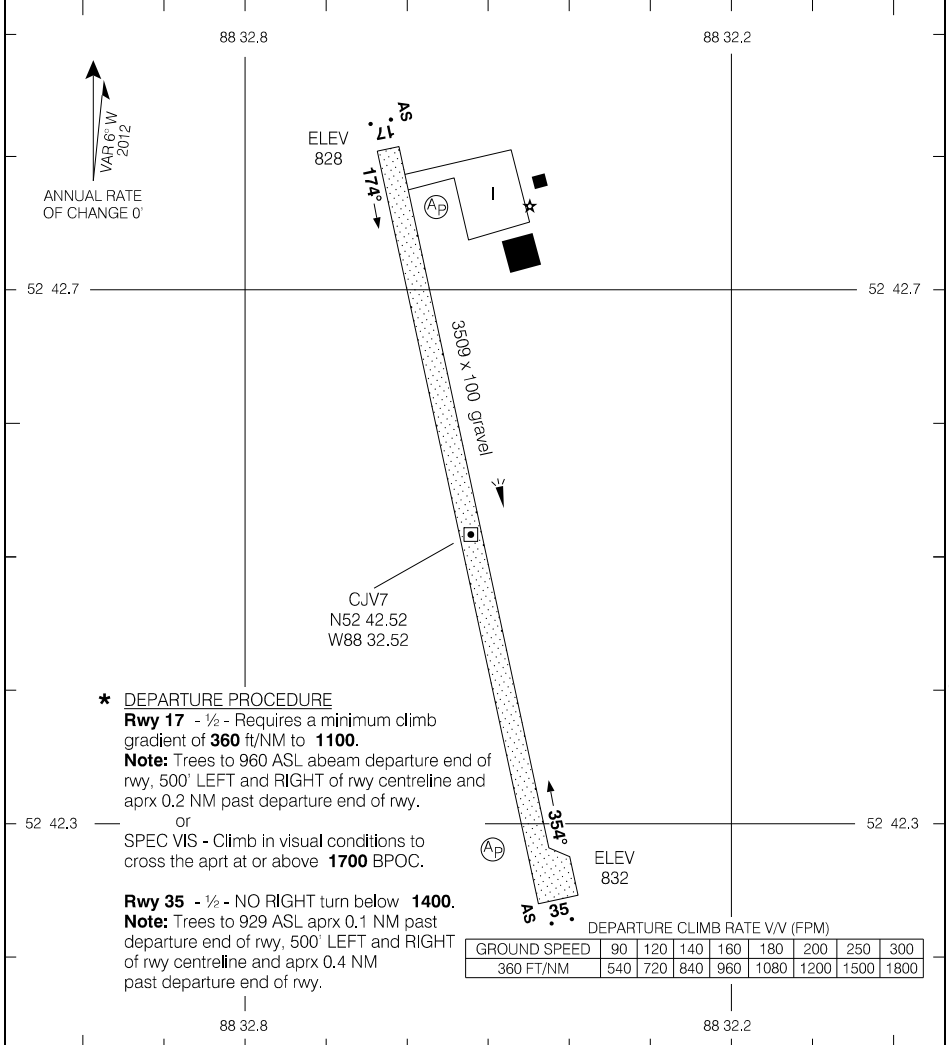 88 32.8
88 32.2
VAR 6° W
2012
ANNUAL RATE
OF CHANGE 0'
ELEV
828
17
AS
174°
AP
I
52 42.7
52 42.7
3509 x 100 gravel
CJV7
N52 42.52
W88 32.52
* DEPARTURE PROCEDURE
Rwy 17 - ½ - Requires a minimum climb
gradient of 360 ft/NM to 1100.
Note: Trees to 960 ASL abeam departure end of
rwy, 500' LEFT and RIGHT of rwy centreline and
aprx 0.2 NM past departure end of rwy.
or
SPEC VIS - Climb in visual conditions to
cross the aprt at or above 1700 BPOC.
Rwy 35 - ½ - NO RIGHT turn below 1400.
Note: Trees to 929 ASL aprx 0.1 NM past
departure end of rwy, 500' LEFT and RIGHT
of rwy centreline and aprx 0.4 NM
past departure end of rwy.
52 42.3
52 42.3
354°
AP
ELEV
832
AS
35
DEPARTURE CLIMB RATE V/V (FPM)
GROUND SPEED 90 120 140 160 180 200 250 300
360 FT/NM 540 720 840 960 1080 1200 1500 1800
88 32.8
88 32.2